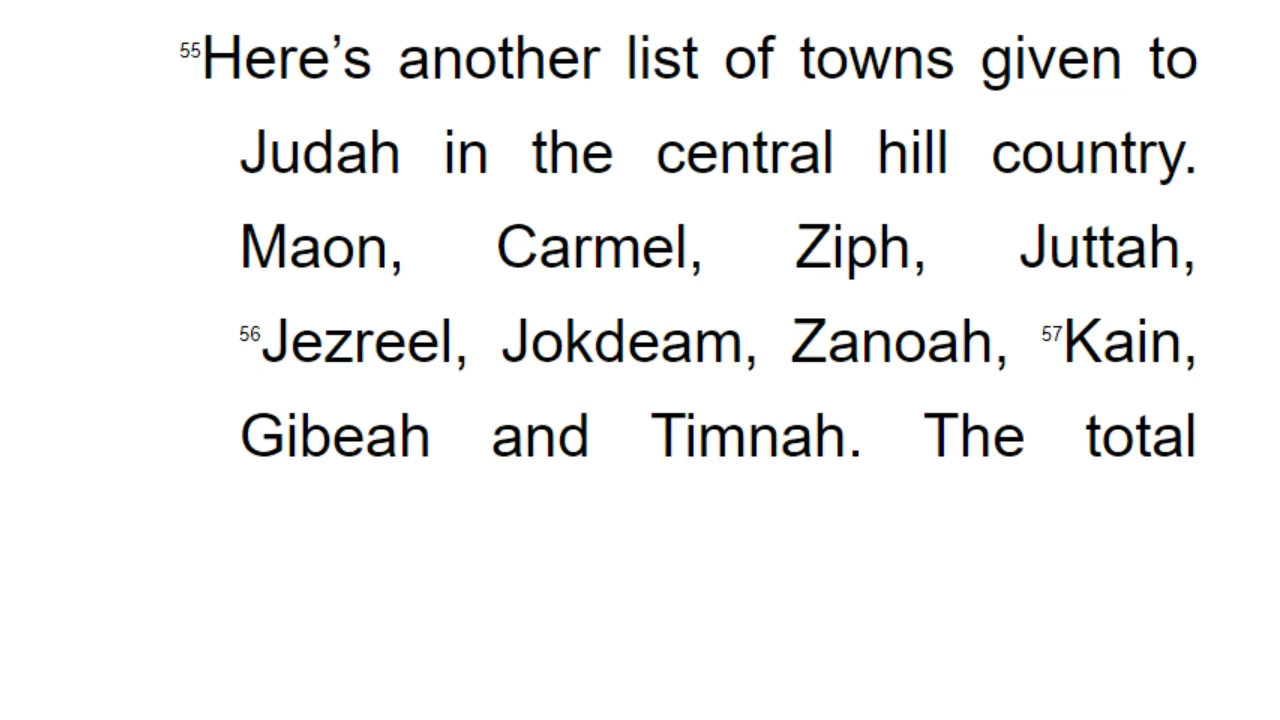 55Here’s another list of towns given to
Judah in the central hill country.
Maon, Carmel, Ziph, Juttah,
56Jezreel, Jokdeam, Zanoah, 57Kain,
Gibeah and Timnah. The total